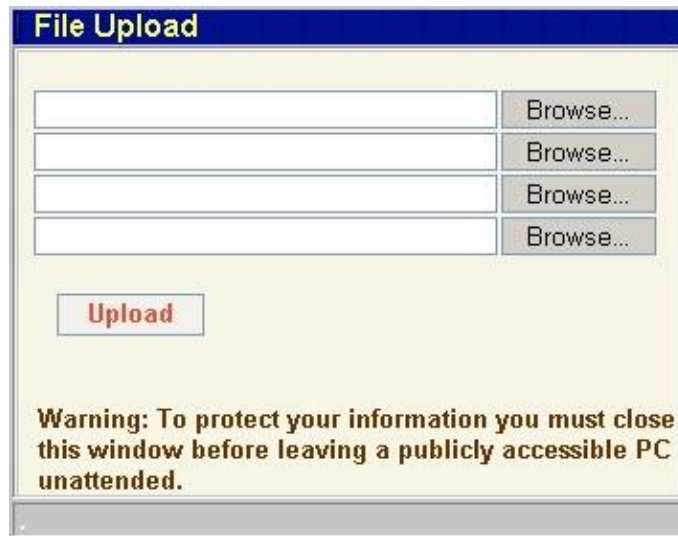 File Upload
Browse...
Browse...
Browse...
Browse...
Upload
Warning: To protect your information you must close
this window before leaving a publicly accessible PC
unattended.